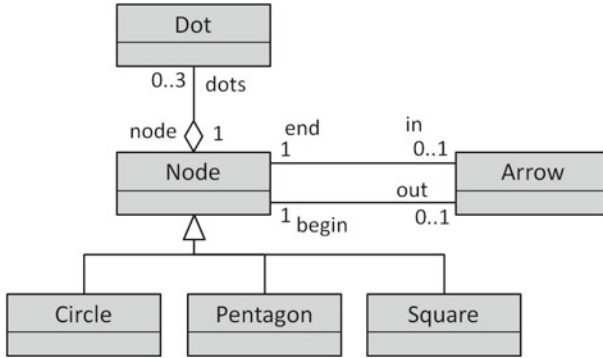 Dot
0..3 dots
node 1
end in
1 0..1
Node
Arrow
out
1 begin 0..1
Circle
Pentagon
Square